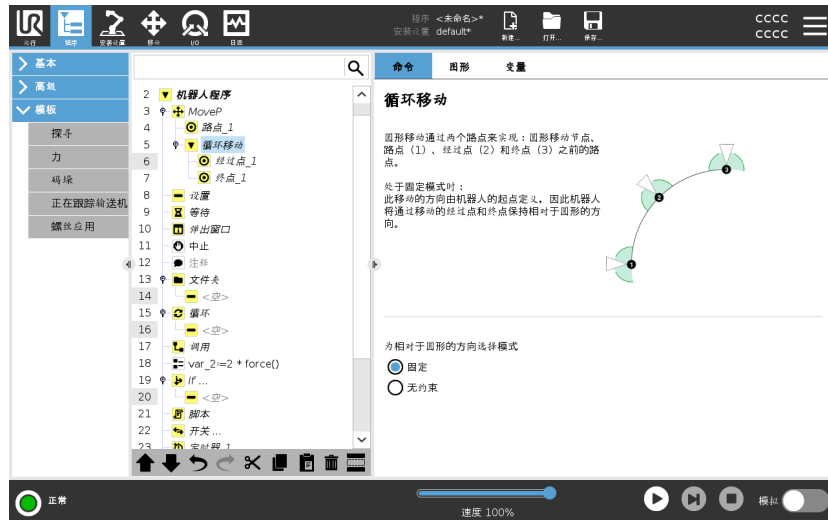 UR
运行
程序
安装设置
移动
I/O
日志
程序 <未命名>*
安装设置 default*
新建...
打开...
保存...
cccc
cccc
基本
高级
模板
探寻
力
码垛
正在跟踪输送机
螺丝应用
2 机器人程序
3 MoveP
4 路点_1
5 循环移动
6 经过点_1
7 终点_1
8 设置
9 等待
10 弹出窗口
11 中止
12 注释
13 文件夹
14 <空>
15 循环
16 <空>
17 调用
18 var_2≔2 * force()
19 If ...
20 <空>
21 脚本
22 开关 ...
23 定时器_1
命令
图形
变量
循环移动
圆形移动通过两个路点来实现：圆形移动节点、
路点（1）、经过点（2）和终点（3）之前的路
点。
处于固定模式时：
此移动的方向由机器人的起点定义，因此机器人
将通过移动的经过点和终点保持相对于圆形的方
向。
1
2
3
为相对于圆形的方向选择模式
固定
无约束
正常
速度 100%
模拟